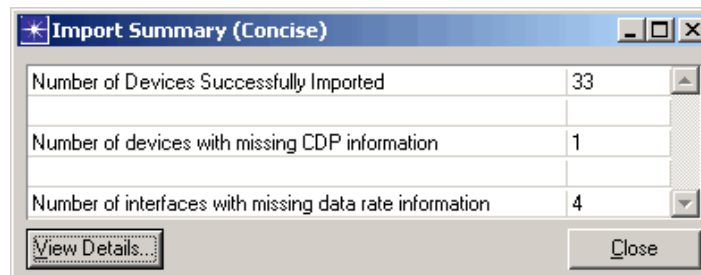 Import Summary (Concise)
Number of Devices Successfully Imported 33
Number of devices with missing CDP information 1
Number of interfaces with missing data rate information 4
View Details... Close